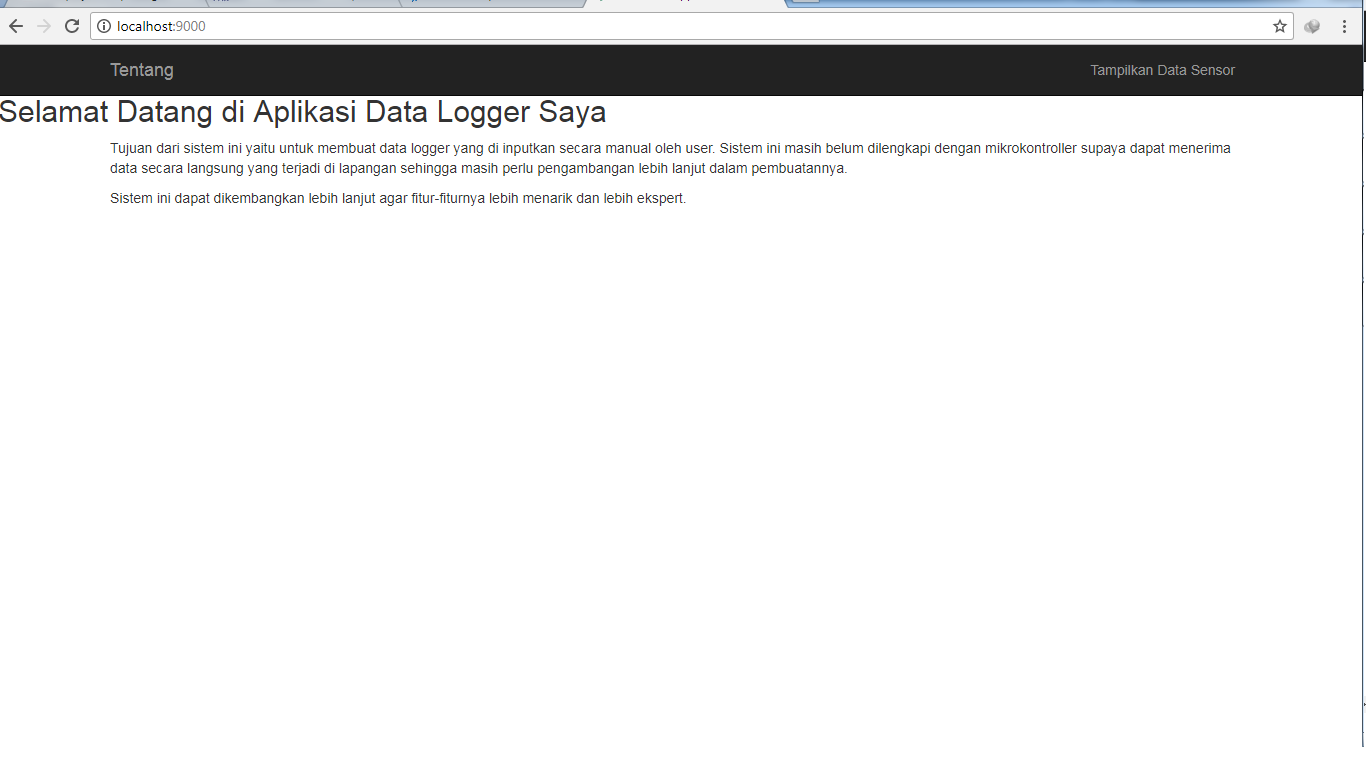 localhost:9000
Tentang
Tampilkan Data Sensor
Selamat Datang di Aplikasi Data Logger Saya
Tujuan dari sistem ini yaitu untuk membuat data logger yang di inputkan secara manual oleh user. Sistem ini masih belum dilengkapi dengan mikrokontroller supaya dapat menerima
data secara langsung yang terjadi di lapangan sehingga masih perlu pengambangan lebih lanjut dalam pembuatannya.
Sistem ini dapat dikembangkan lebih lanjut agar fitur-fiturnya lebih menarik dan lebih ekspert.